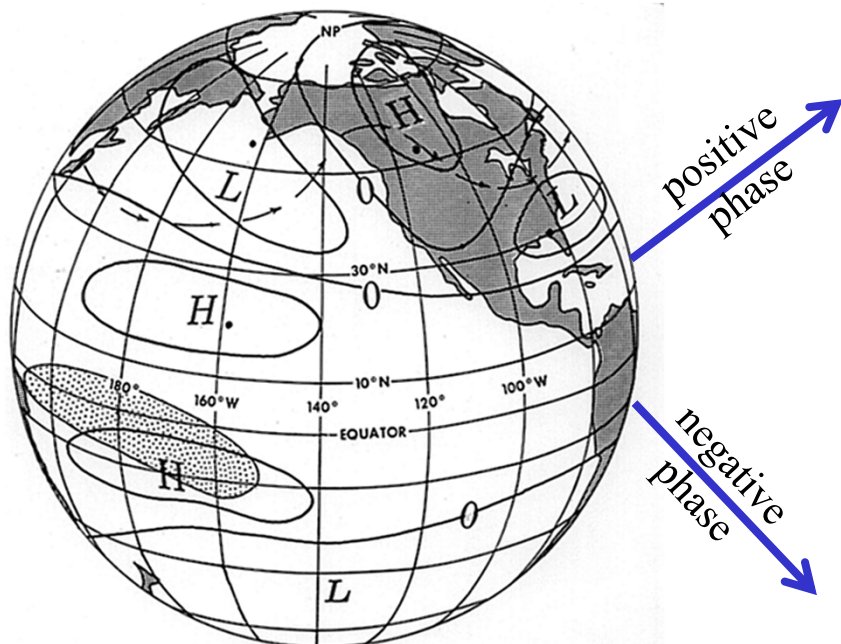 NP
H
L
L
0
30°N
0
H
180°
10°N
160°W
140°
120°
100°W
EQUATOR
H
0
L
positive
phase
negative
phase